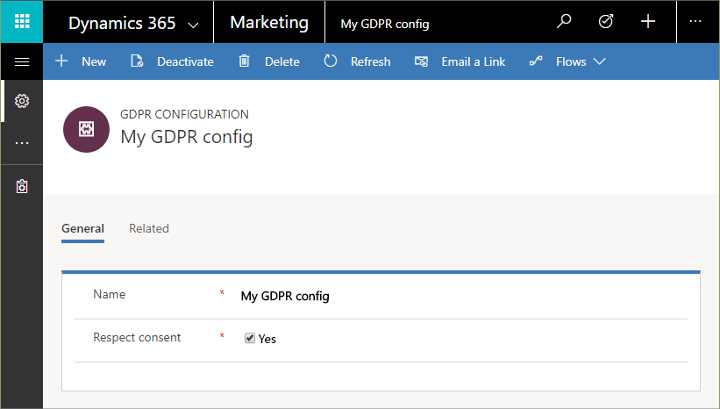 Dynamics 365 Marketing My GDPR config
New Deactivate Delete Refresh Email a Link Flows
GDPR CONFIGURATION
My GDPR config
General Related
Name * My GDPR config
Respect consent * Yes